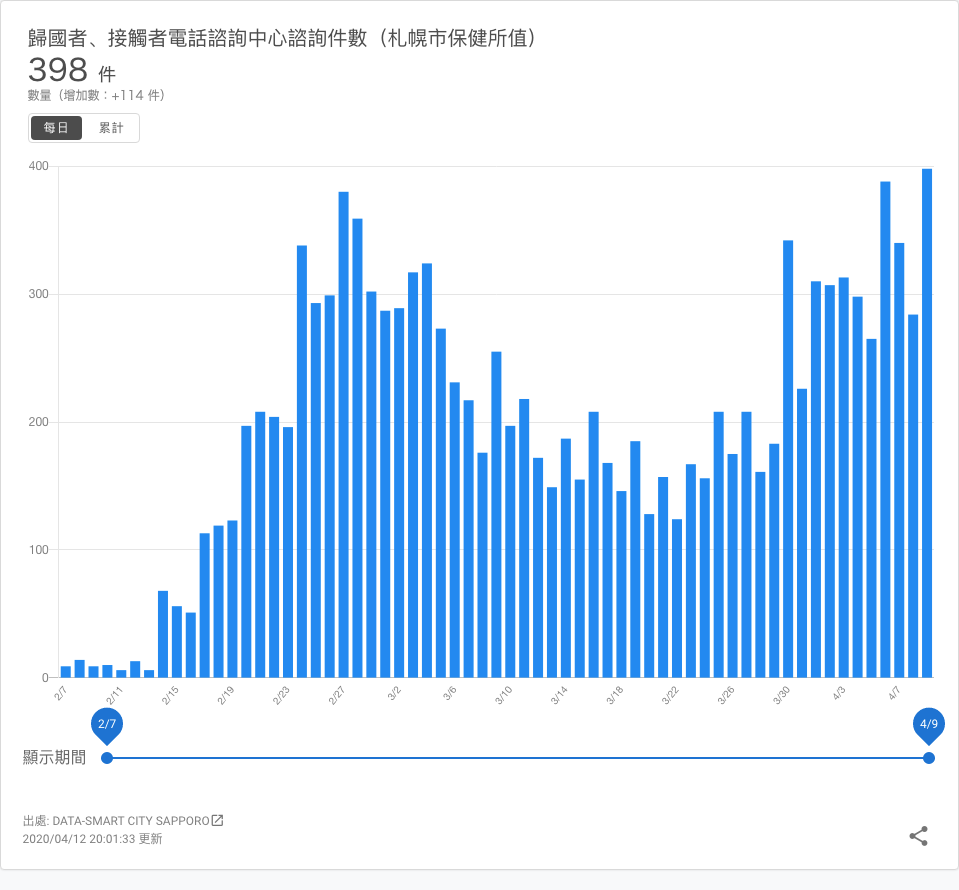 歸國者、接觸者電話諮詢中心諮詢件數（札幌市保健所值）
398 件
數量（增加數：+114 件）
每日 累計
400
300
200
100
0
2/7 2/11 2/15 2/19 2/23 2/27 3/2 3/6 3/10 3/14 3/18 3/22 3/26 3/30 4/3 4/7
2/7 4/9
顯示期間
出處: DATA-SMART CITY SAPPORO
2020/04/12 20:01:33 更新